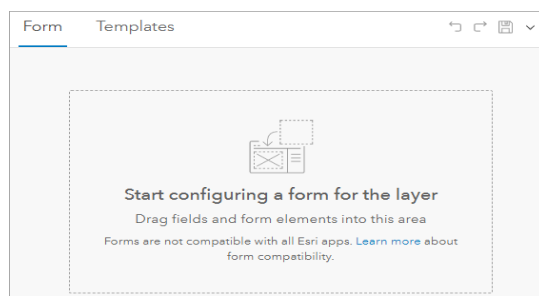 Form Templates
Start configuring a form for the layer
Drag fields and form elements into this area
Forms are not compatible with all Esri apps. Learn more about
form compatibility.